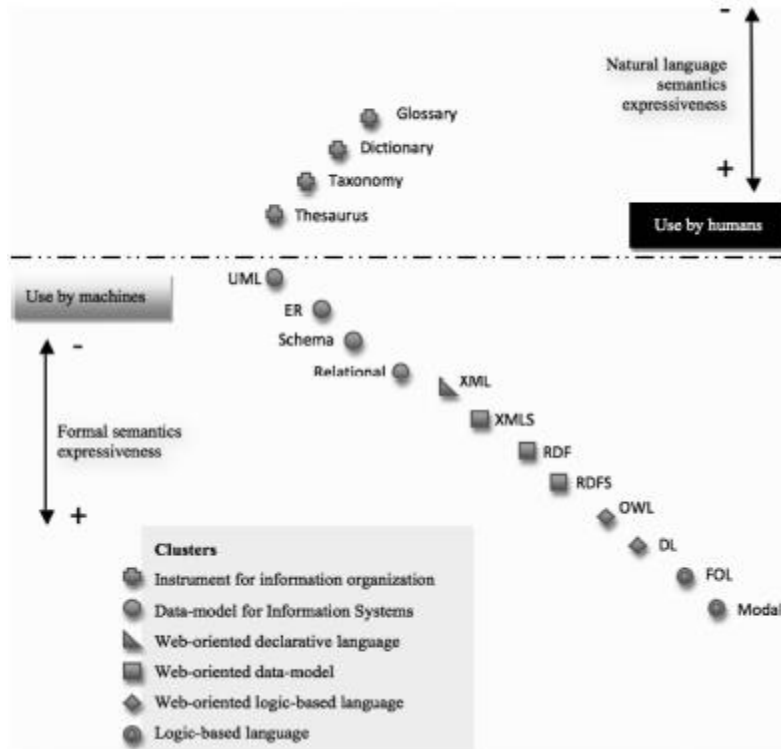 -
Natural language
semantics
expressiveness
Glossary
Dictionary
+
Taxonomy
Thesaurus
Use by humans
UML
Use by machines
ER
-
Schema
Relational
XML
Formal semantics
expressiveness
XMLS
RDF
RDFS
+
OWL
DL
Clusters
Instrument for information organization
FOL
Data-model for Information Systems
Modal
Web-oriented declarative language
Web-oriented data-model
Web-oriented logic-based language
Logic-based language